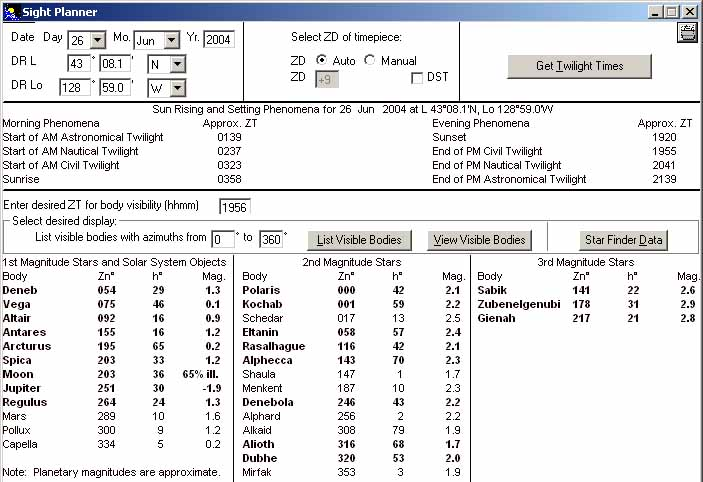 Sight Planner
Date Day 26 Mo. Jun Yr. 2004
DR L 43 ° 08.1 ' N
DR Lo 128 ° 59.0' W
Select ZD of timepiece:
ZD Auto Manual
ZD +9 DST
Get Twilight Times
Sun Rising and Setting Phenomena for 26 Jun 2004 at L 43°08.1'N, Lo 128°59.0'W
Morning Phenomena Approx. ZT
Start of AM Astronomical Twilight 0139
Start of AM Nautical Twilight 0237
Start of AM Civil Twilight 0323
Sunrise 0358
Evening Phenomena Approx. ZT
Sunset 1920
End of PM Civil Twilight 1955
End of PM Nautical Twilight 2041
End of PM Astronomical Twilight 2139
Enter desired ZT for body visibility (hhmm) 1956
Select desired display:
List visible bodies with azimuths from 0 ° to 360 °
List Visible Bodies
View Visible Bodies
Star Finder Data
1st Magnitude Stars and Solar System Objects
Body Zn° h° Mag.
Deneb 054 29 1.3
Vega 075 46 0.1
Altair 092 16 0.9
Antares 155 16 1.2
Arcturus 195 65 0.2
Spica 203 33 1.2
Moon 203 36 65% ill.
Jupiter 251 30 -1.9
Regulus 264 24 1.3
Mars 289 10 1.6
Pollux 300 9 1.2
Capella 334 5 0.2
Note: Planetary magnitudes are approximate.
2nd Magnitude Stars
Body Zn° h° Mag.
Polaris 000 42 2.1
Kochab 001 59 2.2
Schedar 017 13 2.5
Eltanin 058 57 2.4
Rasalhague 116 42 2.1
Alphecca 143 70 2.3
Shaula 147 1 1.7
Menkent 187 10 2.3
Denebola 246 43 2.2
Alphard 256 2 2.2
Alkaid 308 79 1.9
Alioth 316 68 1.7
Dubhe 320 53 2.0
Mirfak 353 3 1.9
3rd Magnitude Stars
Body Zn° h° Mag.
Sabik 141 22 2.6
Zubenelgenubi 178 31 2.9
Gienah 217 21 2.8